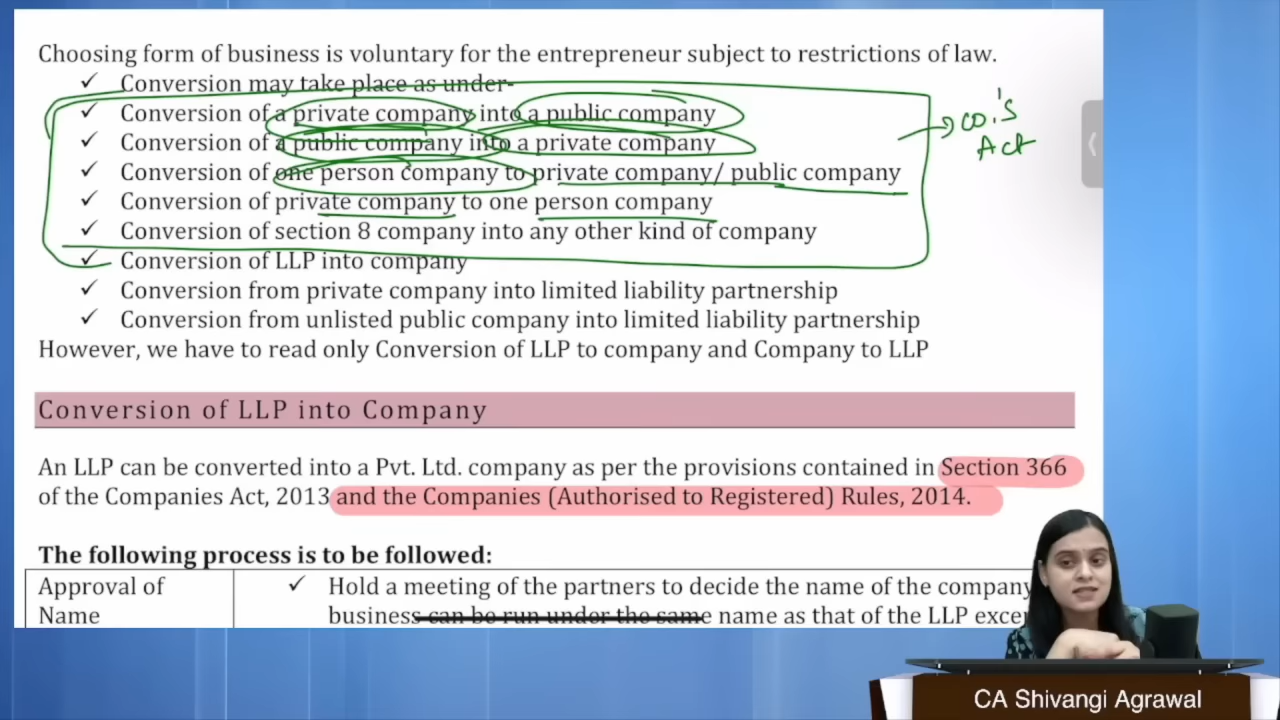 Choosing form of business is voluntary for the entrepreneur subject to restrictions of law.
✓ Conversion may take place as under-
✓ Conversion of a private company into a public company
✓ Conversion of a public company into a private company
✓ Conversion of one person company to private company/ public company
✓ Conversion of private company to one person company
✓ Conversion of section 8 company into any other kind of company
✓ Conversion of LLP into company
✓ Conversion from private company into limited liability partnership
✓ Conversion from unlisted public company into limited liability partnership
However, we have to read only Conversion of LLP to company and Company to LLP
co.'s
Act
Conversion of LLP into Company
An LLP can be converted into a Pvt. Ltd. company as per the provisions contained in Section 366
of the Companies Act, 2013 and the Companies (Authorised to Registered) Rules, 2014.
The following process is to be followed:
Approval of
Name
✓ Hold a meeting of the partners to decide the name of the company
business can be run under the same name as that of the LLP
CA Shivangi Agrawal